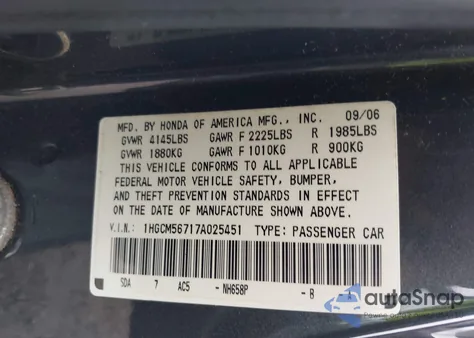 MFD. BY HONDA OF AMERICA MFG., INC. 09/06
GVWR 4145LBS GAWR F 2225LBS R 1985LBS
GVWR 1880KG GAWR F 1010KG R 900KG
THIS VEHICLE CONFORMS TO ALL APPLICABLE
FEDERAL MOTOR VEHICLE SAFETY, BUMPER,
AND THEFT PREVENTION STANDARDS IN EFFECT
ON THE DATE OF MANUFACTURE SHOWN ABOVE.
V.I.N.: 1HGCM56717A025451 TYPE: PASSENGER CAR
SDA 7 AC5 -NH658P -B
autoSnap